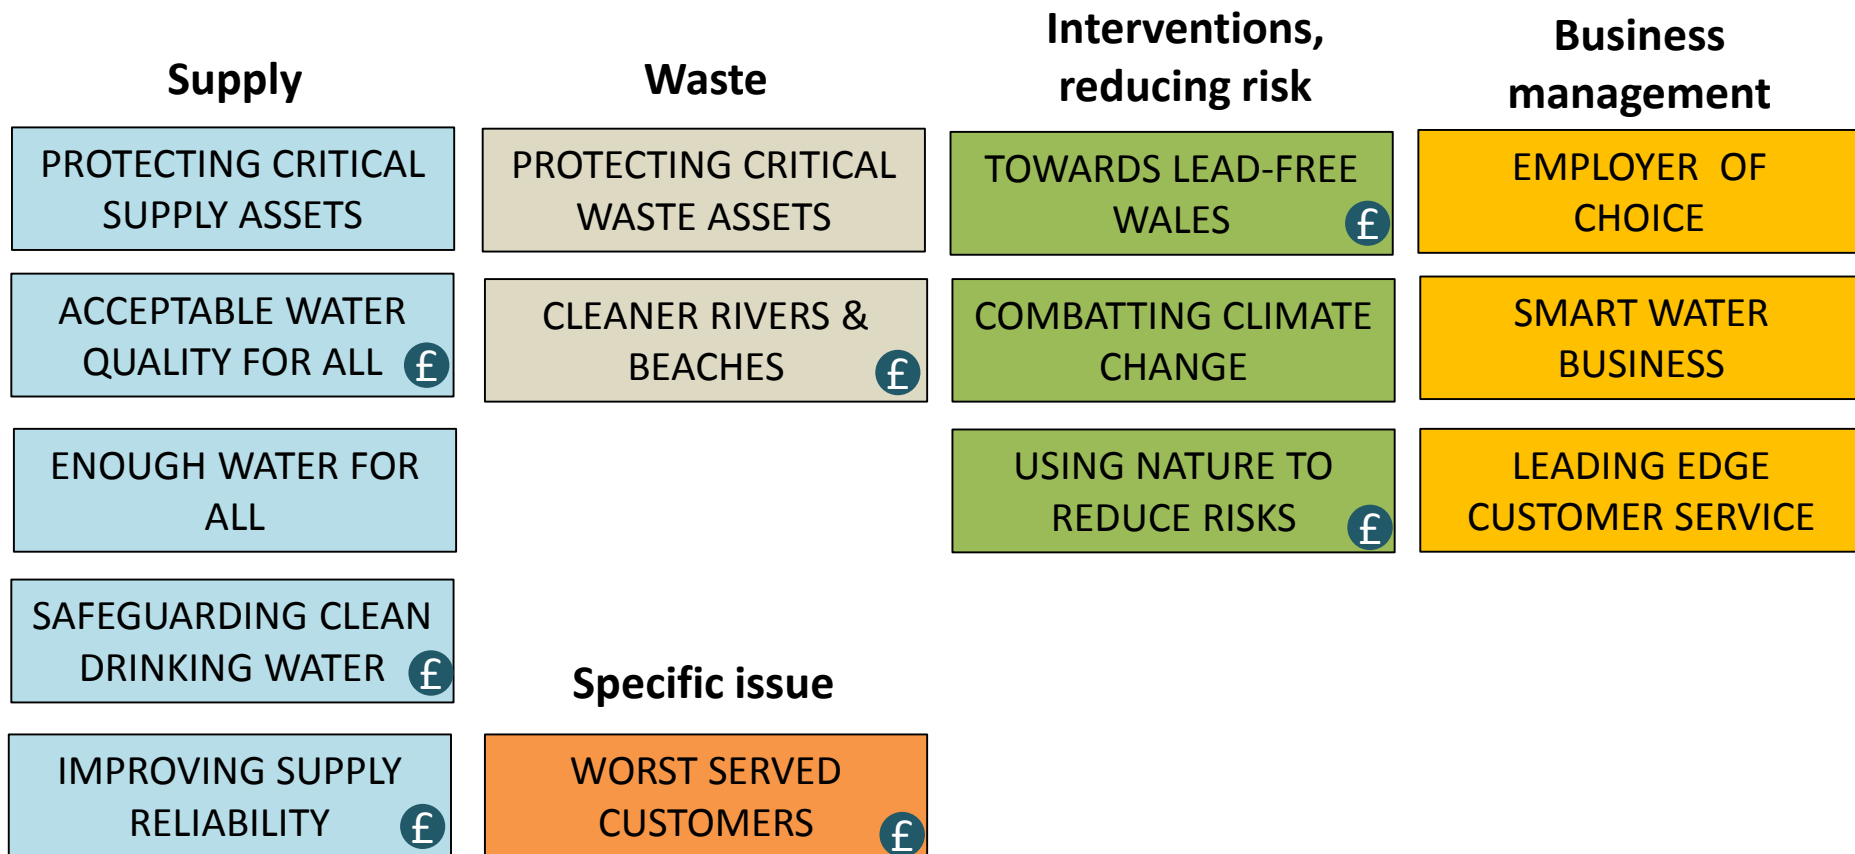 Supply
PROTECTING CRITICAL
SUPPLY ASSETS
ACCEPTABLE WATER
QUALITY FOR ALL £
ENOUGH WATER FOR
ALL
SAFEGUARDING CLEAN
DRINKING WATER £
IMPROVING SUPPLY
RELIABILITY £
Waste
PROTECTING CRITICAL
WASTE ASSETS
CLEANER RIVERS &
BEACHES £
Specific issue
WORST SERVED
CUSTOMERS £
Interventions,
reducing risk
TOWARDS LEAD-FREE
WALES £
COMBATTING CLIMATE
CHANGE
USING NATURE TO
REDUCE RISKS £
Business
management
EMPLOYER OF
CHOICE
SMART WATER
BUSINESS
LEADING EDGE
CUSTOMER SERVICE